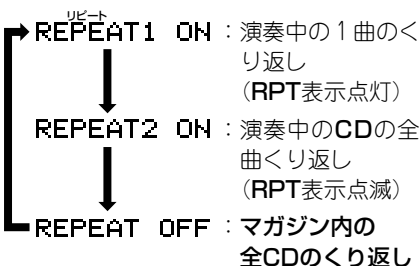 リピート
REPEAT1 ON：演奏中の１曲のく
り返し
（RPT表示点灯）
REPEAT2 ON：演奏中のCDの全
曲くり返し
（RPT表示点滅）
REPEAT OFF：マガジン内の
全CDのくり返し